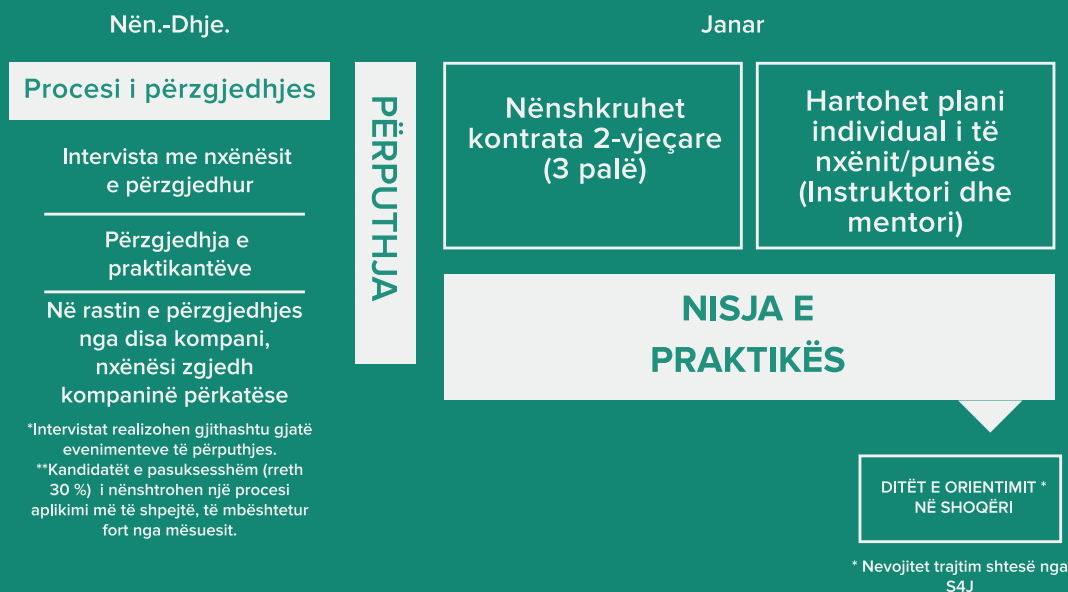 Nën.-Dhje.
Procesi i përzgjedhjes
Intervista me nxënësit
e përzgjedhur
Përzgjedhja e
praktikantëve
Në rastin e përzgjedhjes
nga disa kompani,
nxënësi zgjedh
kompaninë përkatëse
*Intervistat realizohen gjithashtu gjatë
evenimenteve të përputhjes.
**Kandidatët e pasuksesshëm (rreth
30 %) i nënshtrohen një procesi
aplikimi më të shpejtë, të mbështetur
fort nga mësuesit.
PËRPUTHJA
Janar
Nënshkruhet
kontrata 2-vjeçare
(3 palë)
Hartohet plani
individual i të
nxënit/punës
(Instruktori dhe
mentori)
NISJA E
PRAKTIKËS
DITËT E ORIENTIMIT *
NË SHOQËRI
* Nevojitet trajtim shtesë nga
S4J